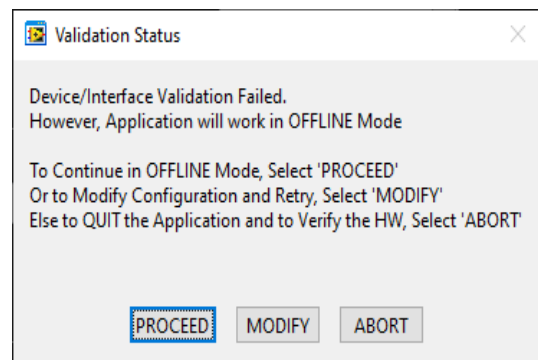 Validation Status
Device/Interface Validation Failed.
However, Application will work in OFFLINE Mode
To Continue in OFFLINE Mode, Select 'PROCEED'
Or to Modify Configuration and Retry, Select 'MODIFY'
Else to QUIT the Application and to Verify the HW, Select 'ABORT'
PROCEED MODIFY ABORT